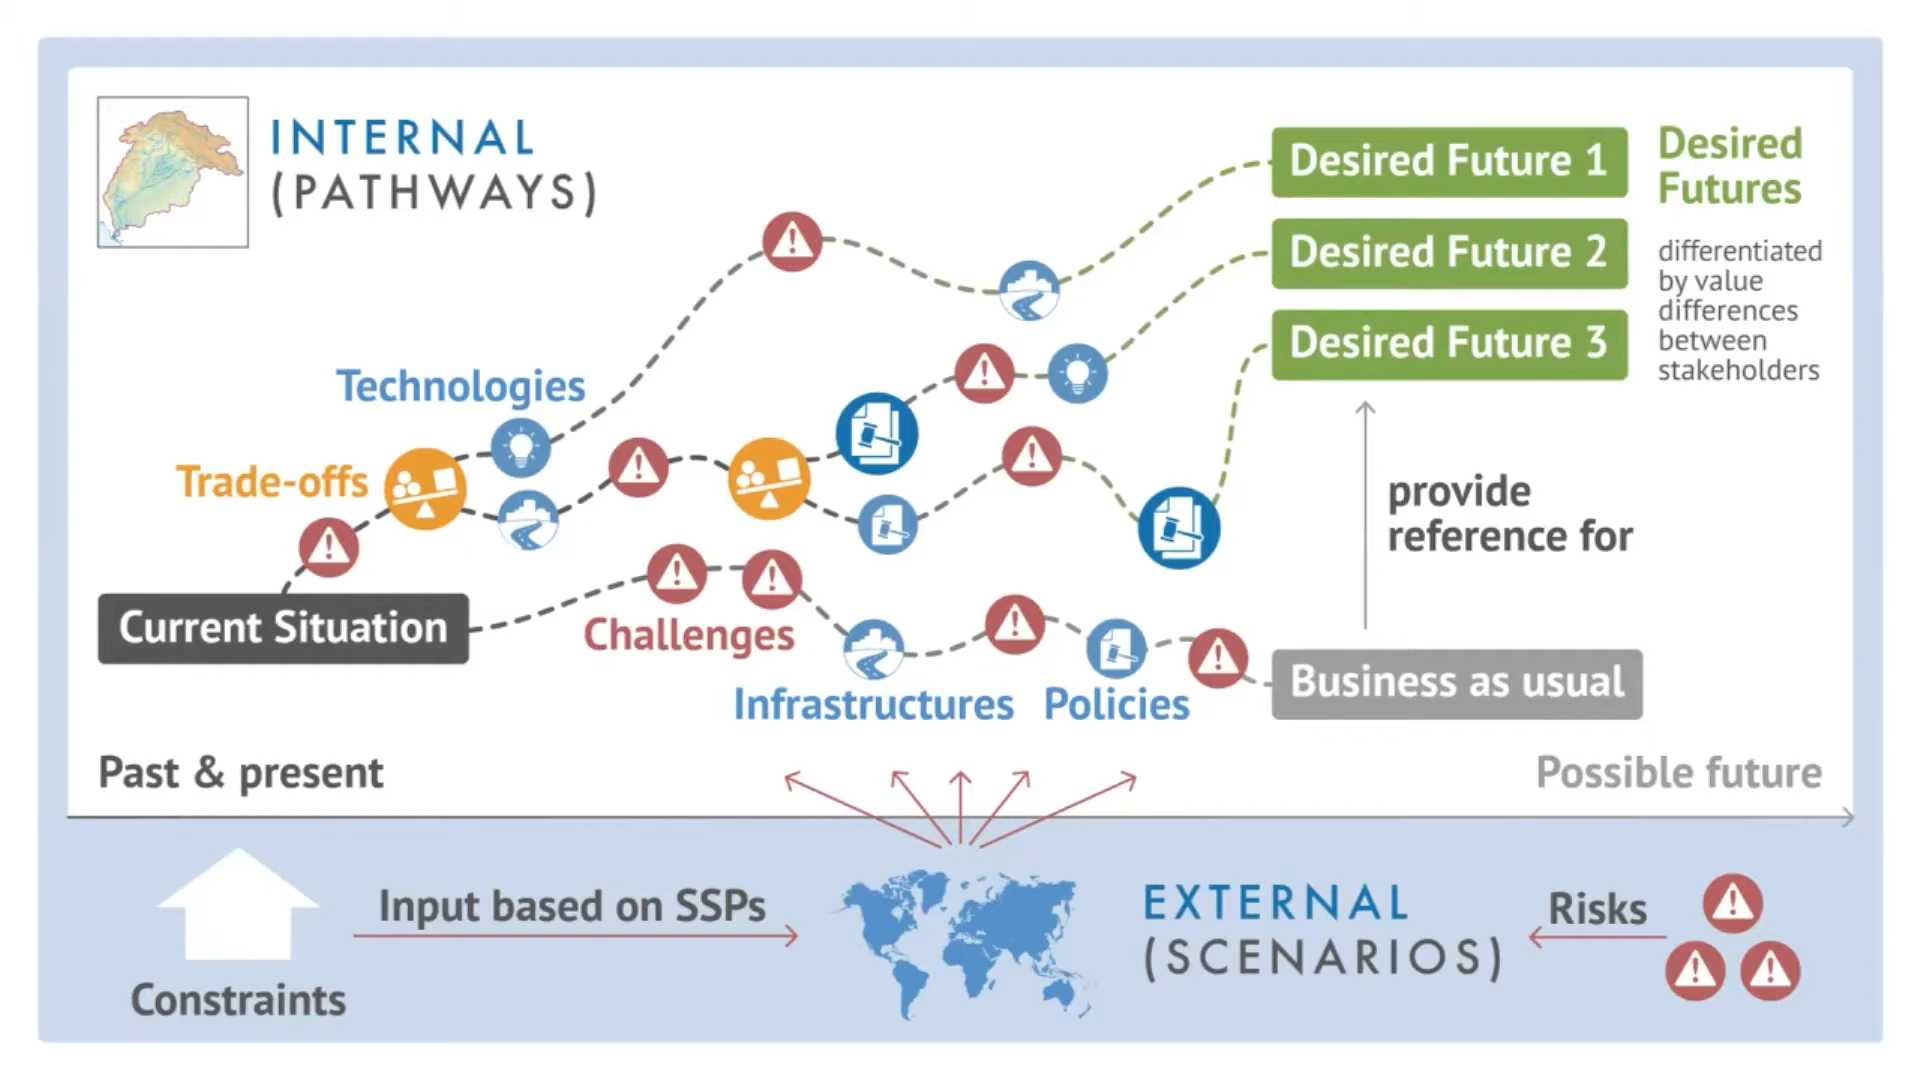 INTERNAL
(PATHWAYS)
Desired Future 1
Desired Future 2
Desired Future 3
Desired
Futures
differentiated
by value
differences
between
stakeholders
Technologies
Trade-offs
provide
reference for
Current Situation
Challenges
Infrastructures
Policies
Business as usual
Past & present
Possible future
Constraints
Input based on SSPs
EXTERNAL
(SCENARIOS)
Risks